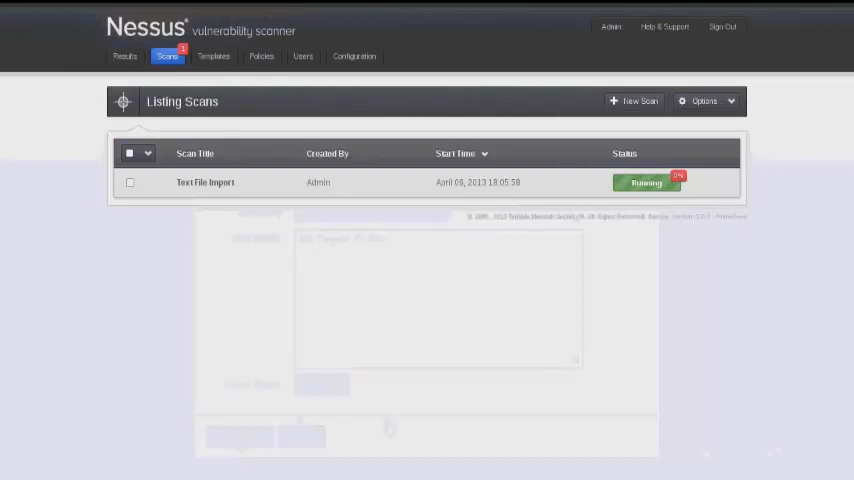 Nessus® vulnerability scanner
Admin Help & Support Sign Out
Results Scans 1 Templates Policies Users Configuration
Listing Scans
New Scan Options
Scan Title Created By Start Time Status
Text File Import Admin April 08, 2013 18:05:58 Running 0%